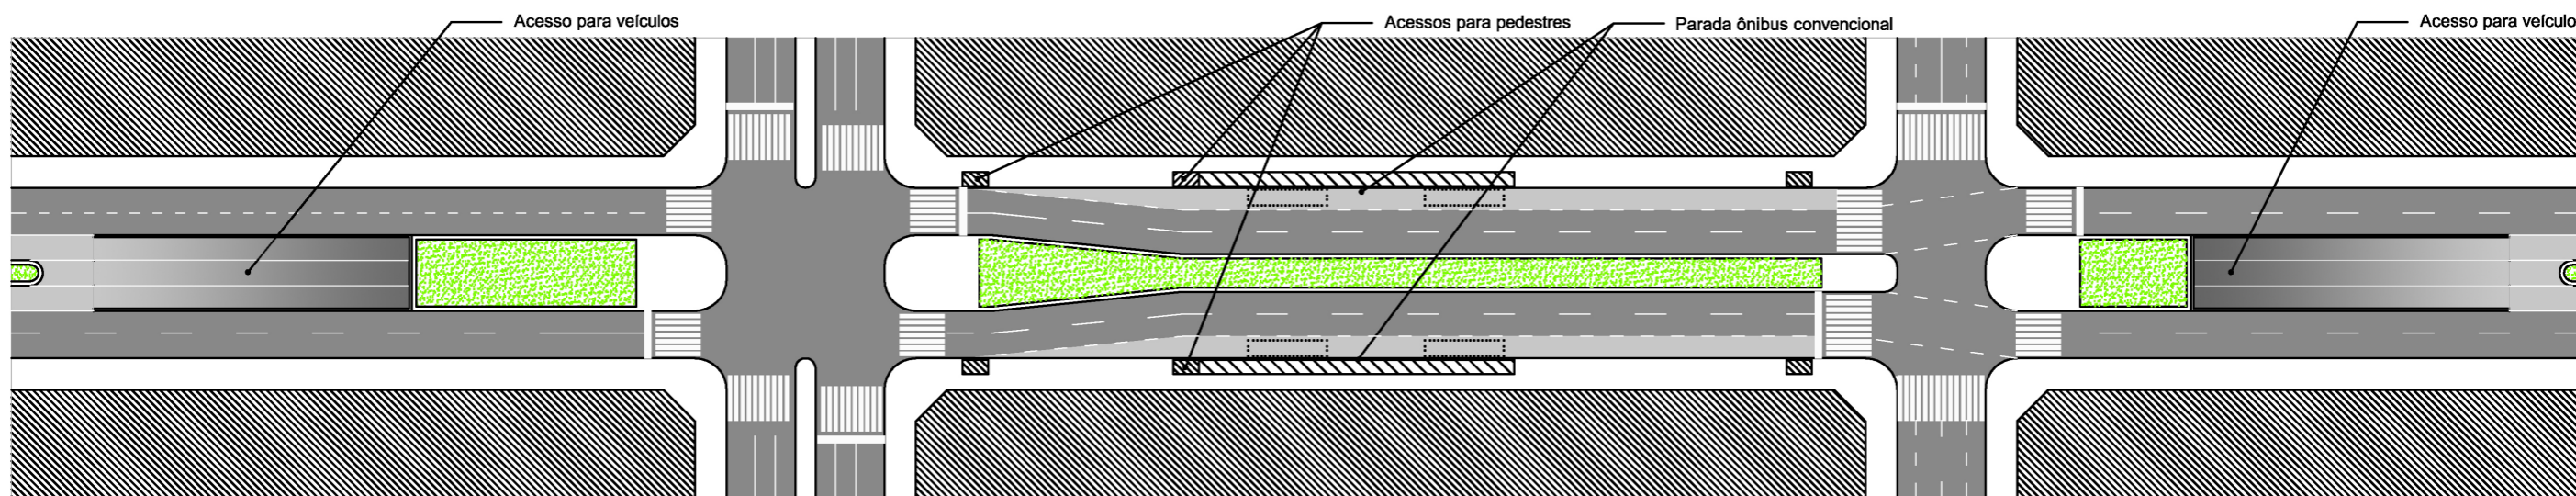 Acesso para veículos
Acessos para pedestres
Parada ônibus convencional
Acesso para veículo